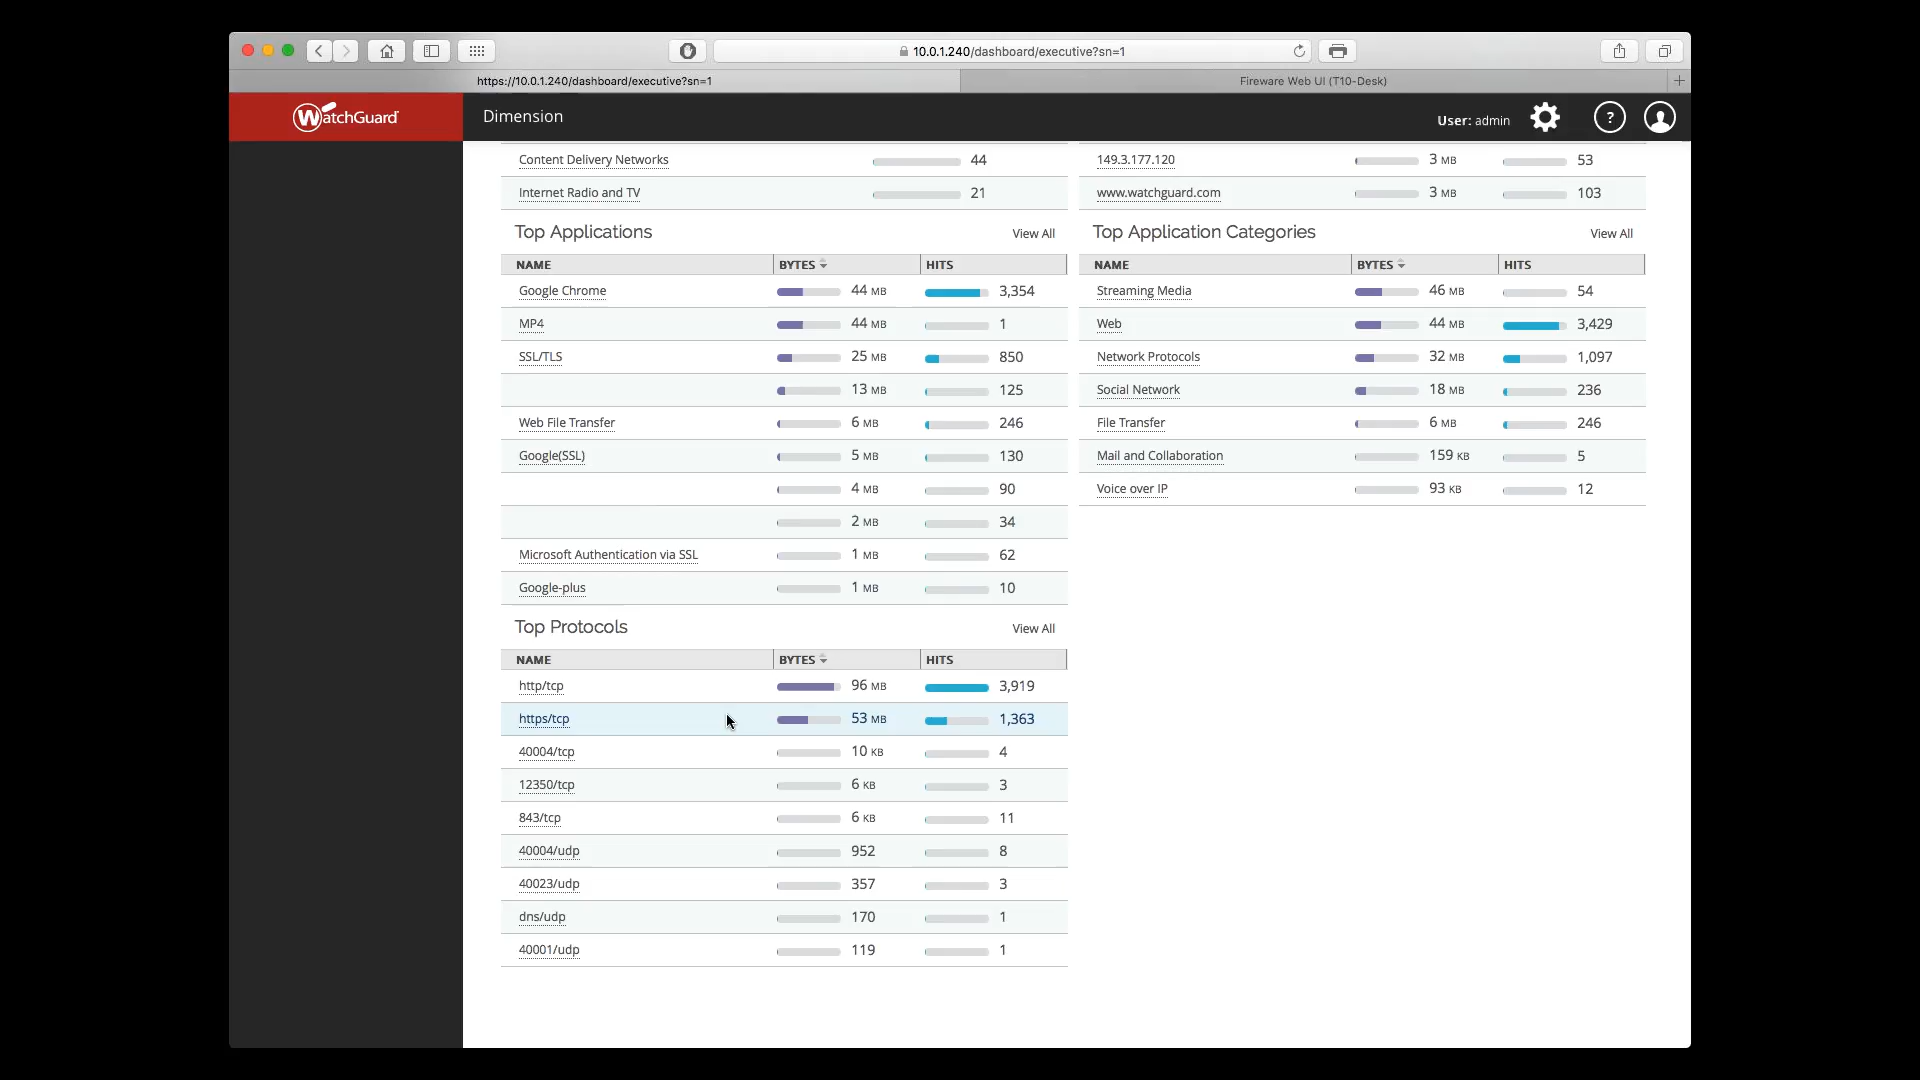 10.0.1.240/dashboard/executive?sn=1
https://10.0.1.240/dashboard/executive?sn=1
Fireware Web UI (T10-Desk)
WatchGuard
Dimension
User: admin
?
Content Delivery Networks 44
Internet Radio and TV 21
149.3.177.120 3 MB 53
www.watchguard.com 3 MB 103
Top Applications View All
NAME BYTES HITS
Google Chrome 44 MB 3,354
MP4 44 MB 1
SSL/TLS 25 MB 850
13 MB 125
Web File Transfer 6 MB 246
Google(SSL) 5 MB 130
4 MB 90
2 MB 34
Microsoft Authentication via SSL 1 MB 62
Google-plus 1 MB 10
Top Application Categories View All
NAME BYTES HITS
Streaming Media 46 MB 54
Web 44 MB 3,429
Network Protocols 32 MB 1,097
Social Network 18 MB 236
File Transfer 6 MB 246
Mail and Collaboration 159 KB 5
Voice over IP 93 KB 12
Top Protocols View All
NAME BYTES HITS
http/tcp 96 MB 3,919
https/tcp 53 MB 1,363
40004/tcp 10 KB 4
12350/tcp 6 KB 3
843/tcp 6 KB 11
40004/udp 952 8
40023/udp 357 3
dns/udp 170 1
40001/udp 119 1